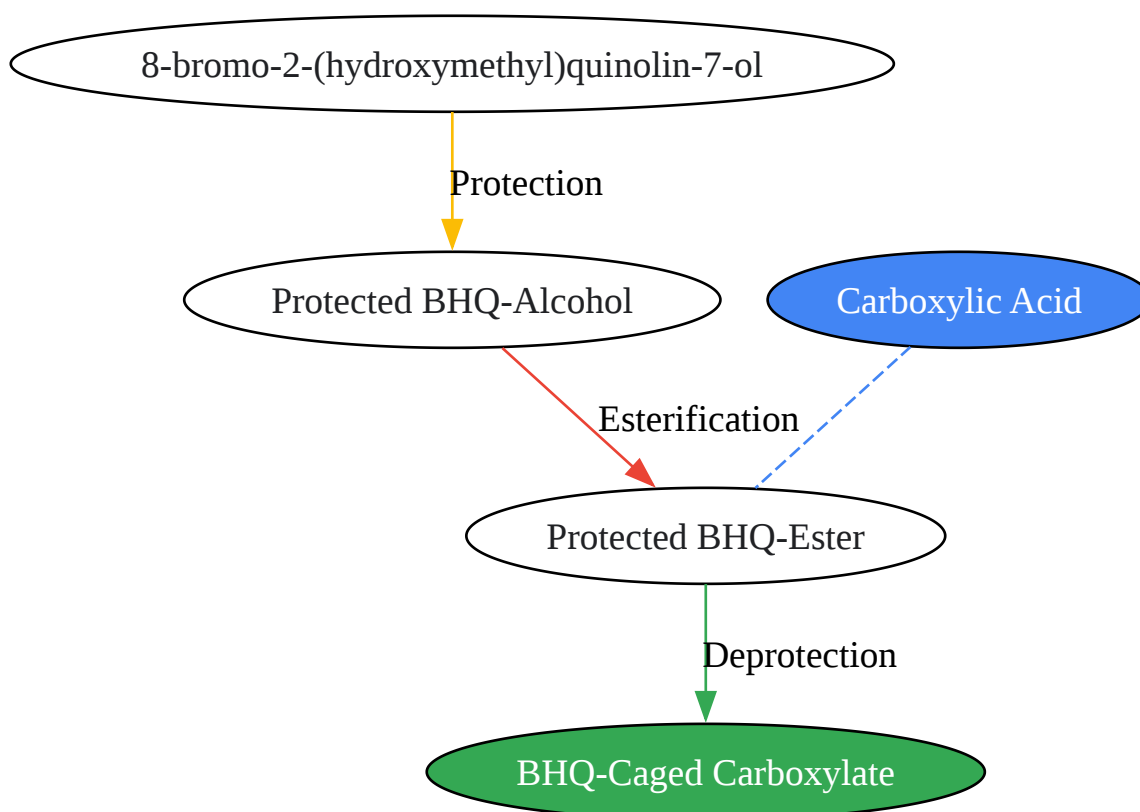 8-bromo-2-(hydroxymethyl)quinolin-7-ol
Protection
Protected BHQ-Alcohol
Carboxylic Acid
Esterification
Protected BHQ-Ester
Deprotection
BHQ-Caged Carboxylate